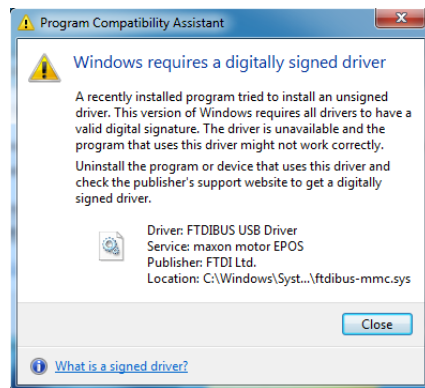 Program Compatibility Assistant
Windows requires a digitally signed driver
A recently installed program tried to install an unsigned
driver. This version of Windows requires all drivers to have a
valid digital signature. The driver is unavailable and the
program that uses this driver might not work correctly.
Uninstall the program or device that uses this driver and
check the publisher's support website to get a digitally
signed driver.
Driver: FTDIBUS USB Driver
Service: maxon motor EPOS
Publisher: FTDI Ltd.
Location: C:\Windows\Syst...\ftdibus-mmc.sys
Close
What is a signed driver?